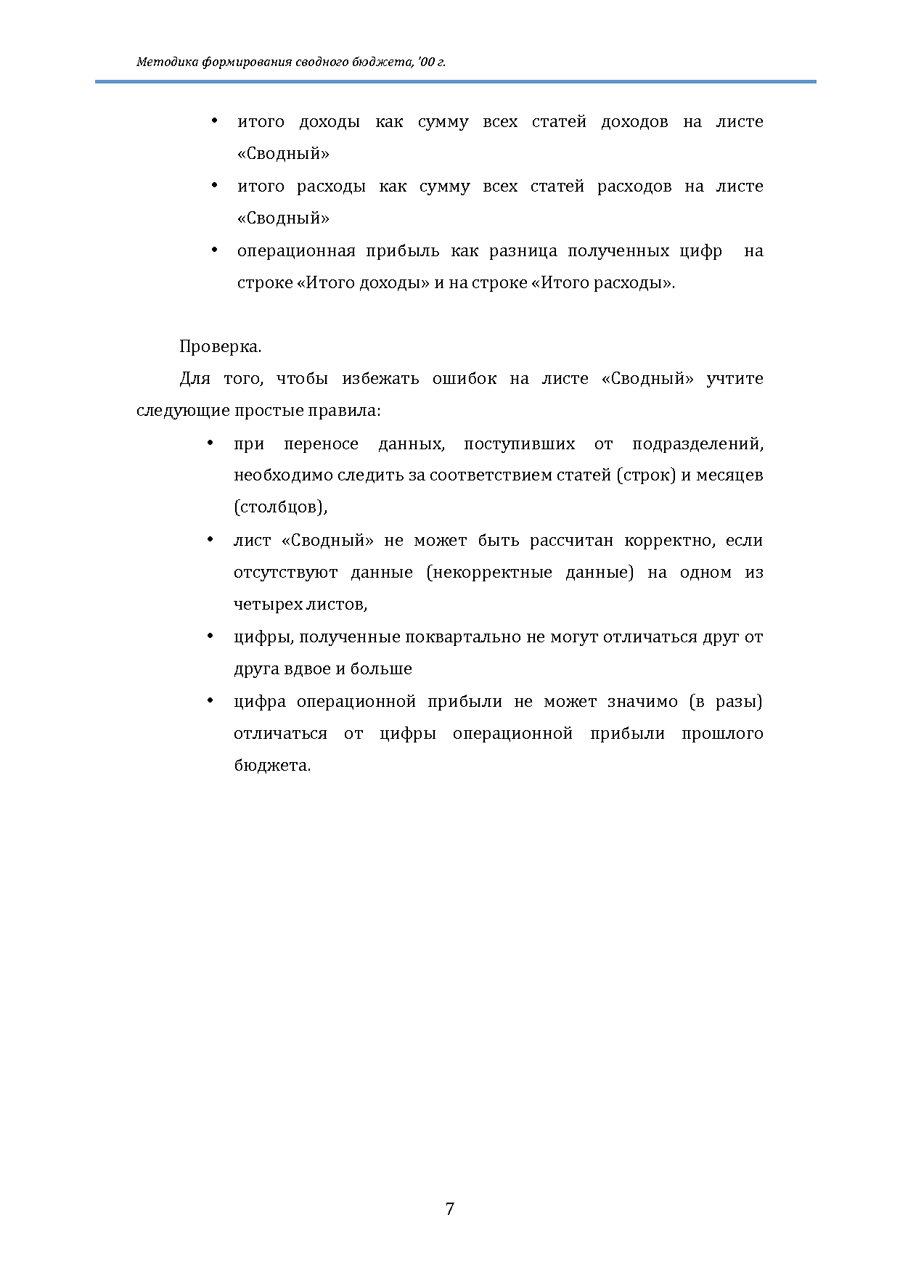 Методика формирования сводного бюджета, '00 г.
• итого доходы как сумму всех статей доходов на листе
«Сводный»
• итого расходы как сумму всех статей расходов на листе
«Сводный»
• операционная прибыль как разница полученных цифр на
строке «Итого доходы» и на строке «Итого расходы».
Проверка.
Для того, чтобы избежать ошибок на листе «Сводный» учтите
следующие простые правила:
• при переносе данных, поступивших от подразделений,
необходимо следить за соответствием статей (строк) и месяцев
(столбцов),
• лист «Сводный» не может быть рассчитан корректно, если
отсутствуют данные (некорректные данные) на одном из
четырех листов,
• цифры, полученные поквартально не могут отличаться друг от
друга вдвое и больше
• цифра операционной прибыли не может значимо (в разы)
отличаться от цифры операционной прибыли прошлого
бюджета.
7